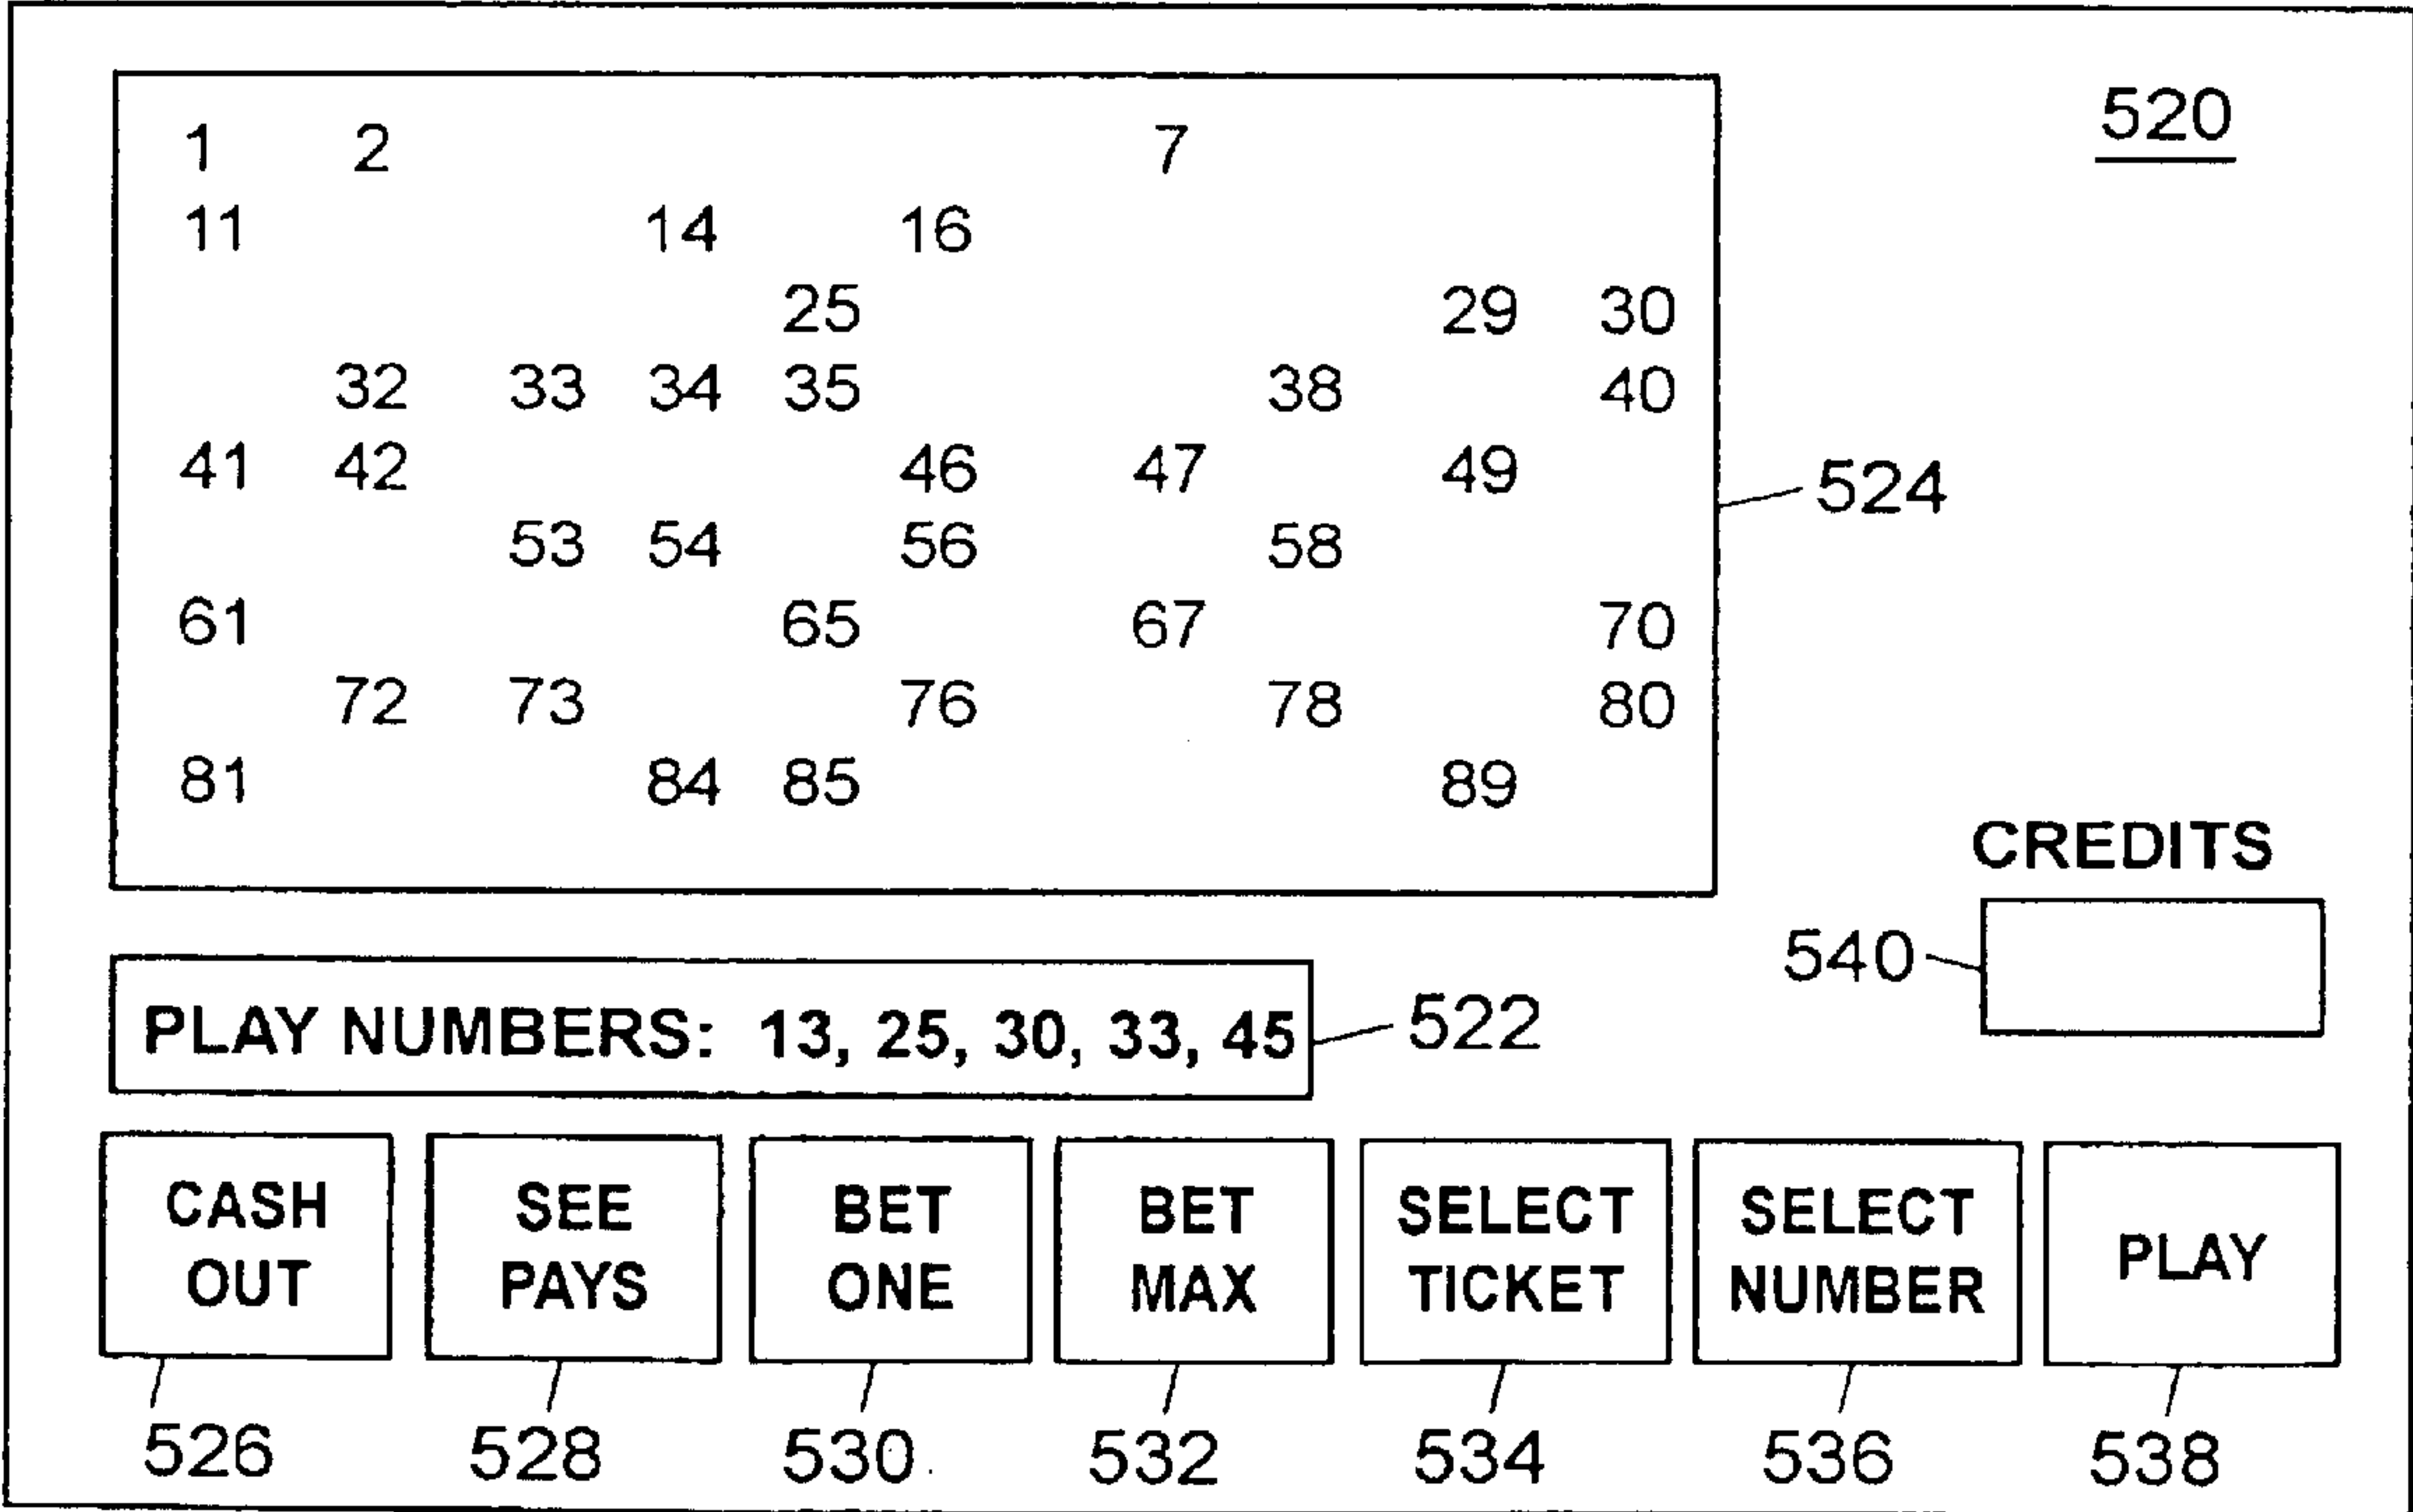 520
1 2 7
11 14 16
25 29 30
32 33 34 35 38 40
41 42 46 47 49
524
53 54 56 58
61 65 67 70
72 73 76 78 80
81 84 85 89
CREDITS
540
PLAY NUMBERS: 13, 25, 30, 33, 45
522
CASH
OUT
SEE
PAYS
BET
ONE
BET
MAX
SELECT
TICKET
SELECT
NUMBER
PLAY
526 528 530 532 534 536 538